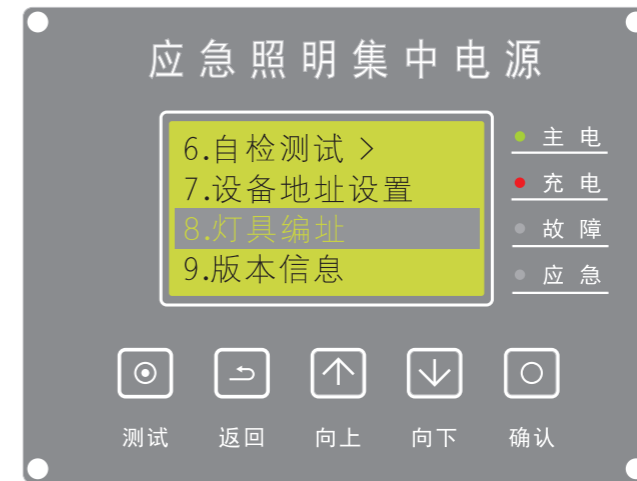 应急照明集中电源
6.自检测试 >
7.设备地址设置
8.灯具编址
9.版本信息
主电
充电
故障
应急
测试 返回 向上 向下 确认